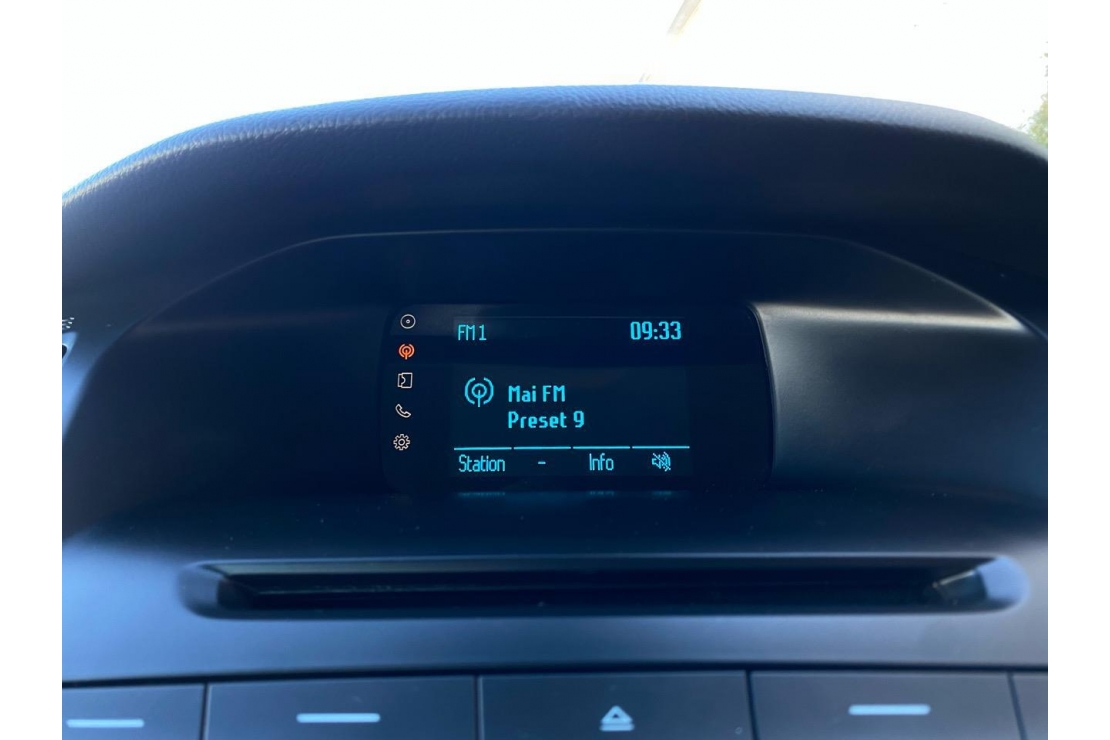 FM1 09:33
Mai FM
Preset 9
Station - Info